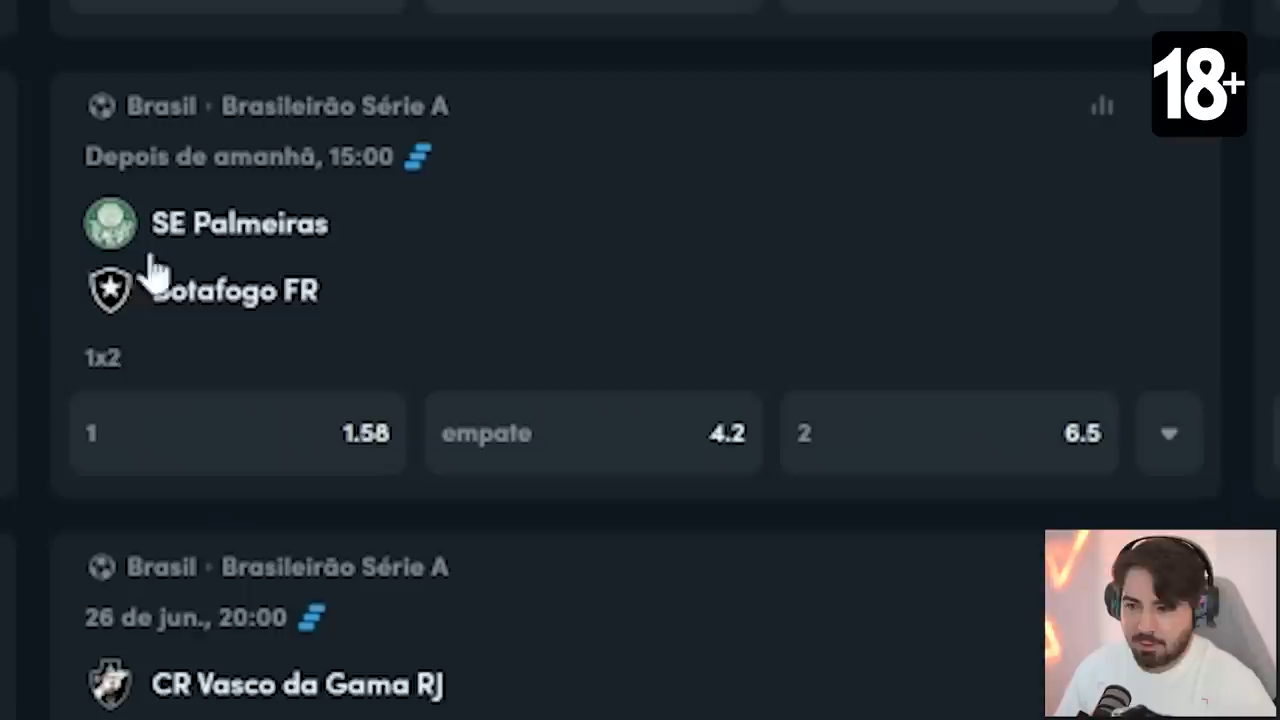 18+
Brasil · Brasileirão Série A
Depois de amanhã, 15:00
SE Palmeiras
Botafogo FR
1x2
1 1.58 empate 4.2 2 6.5
Brasil · Brasileirão Série A
26 de jun., 20:00
CR Vasco da Gama RJ